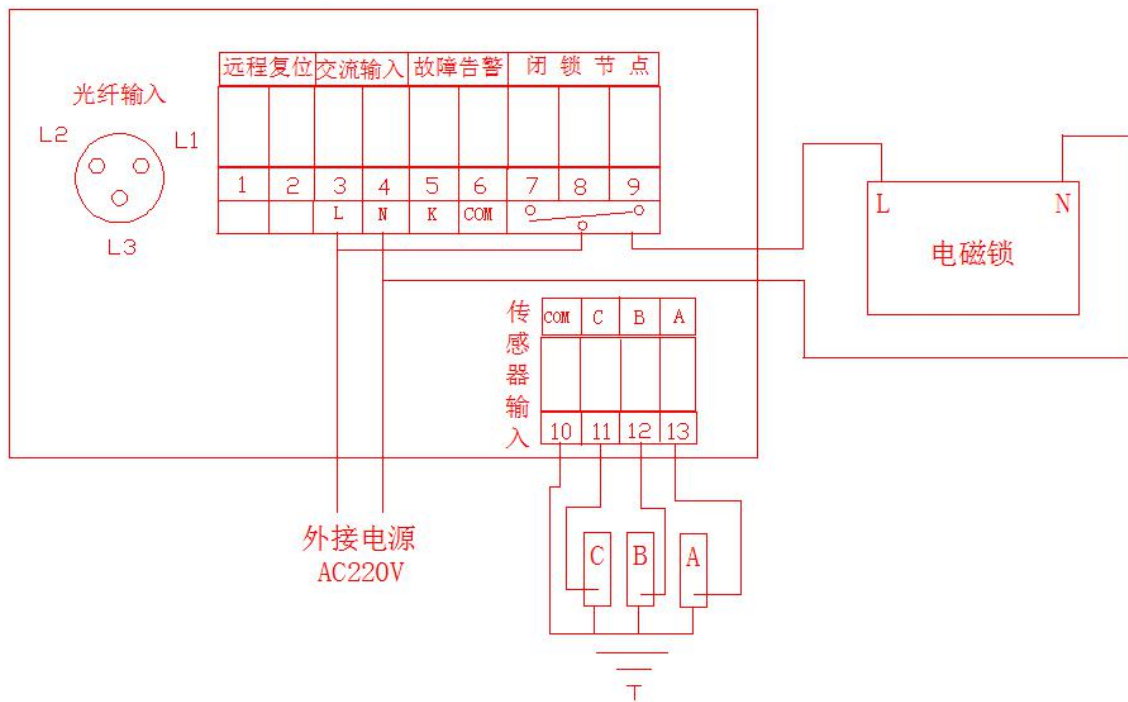 远程复位 交流输入 故障告警 闭锁节点
光纤输入
L2 L1
L3
1 2 3 4 5 6 7 8 9
L N K COM
L N
电磁锁
传感器输入
COM C B A
10 11 12 13
外接电源
AC220V
C B A